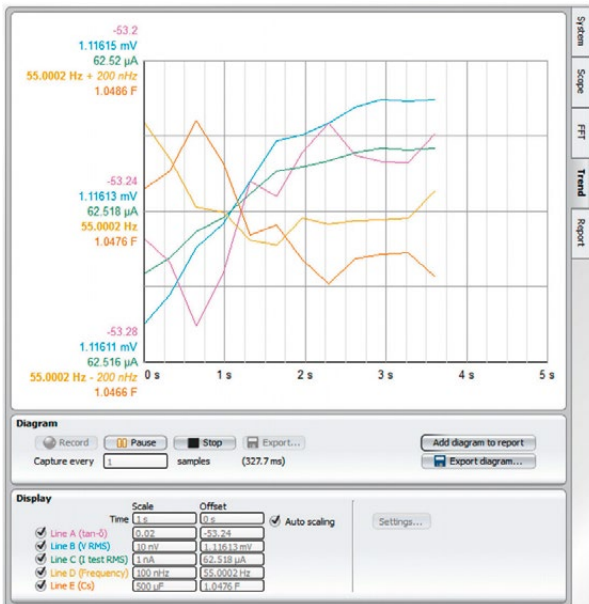 -53.2
1.11615 mV
62.52 µA
55.0002 Hz + 200 nHz
1.0486 F
-53.24
1.11613 mV
62.518 µA
55.0002 Hz
1.0476 F
-53.28
1.11611 mV
62.516 µA
55.0002 Hz - 200 nHz
1.0466 F
0 s 1 s 2 s 3 s 4 s 5 s
System
Scope
FFT
Trend
Report
Diagram
Record Pause Stop Export... Add diagram to report
Capture every 1 samples (327.7 ms) Export diagram...
Display
Scale Offset
Time 1 s 0 s Auto scaling Settings...
Line A (tan-δ) 0.02 -53.24
Line B (V RMS) 10 nV 1.11613 mV
Line C (I test RMS) 1 nA 62.518 µA
Line D (Frequency) 100 nHz 55.0002 Hz
Line E (Cs) 500 µF 1.0476 F